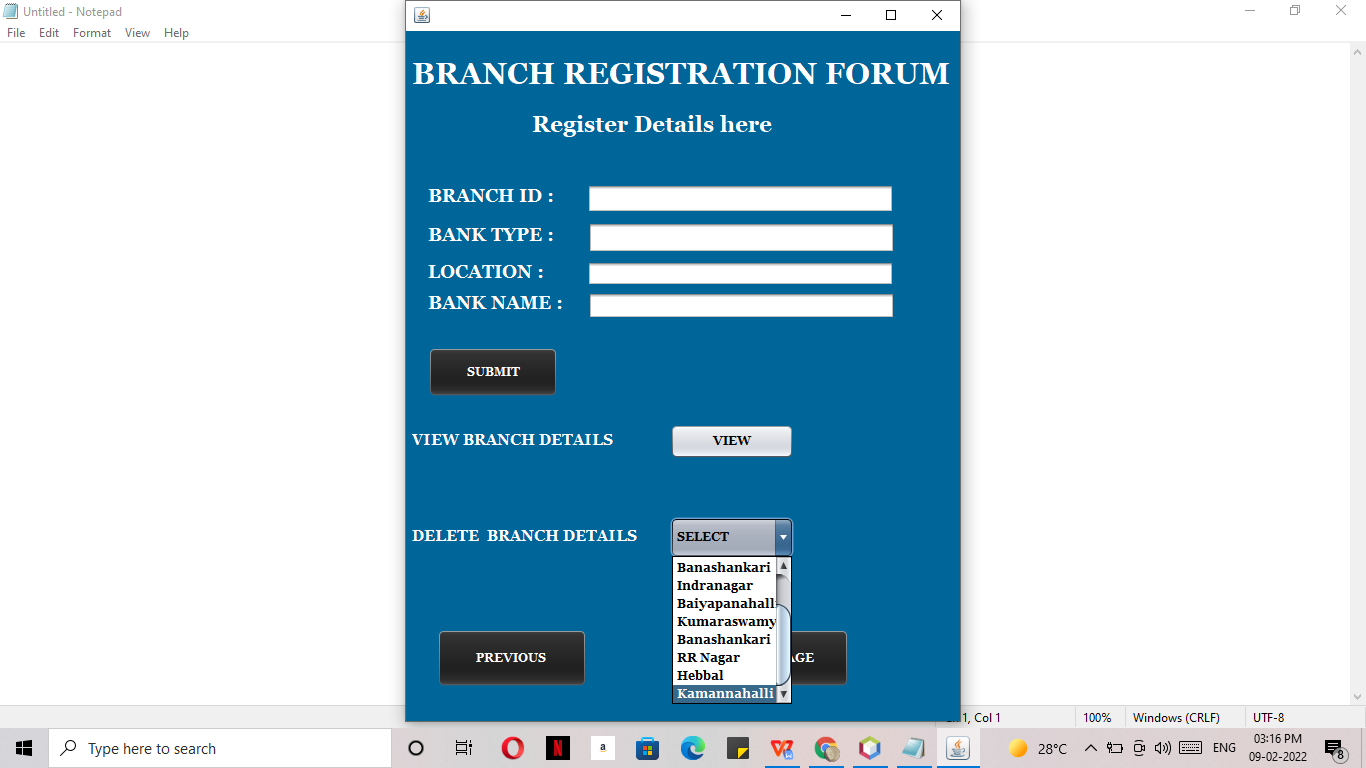 Untitled - Notepad
File Edit Format View Help
BRANCH REGISTRATION FORUM
Register Details here
BRANCH ID :
BANK TYPE :
LOCATION :
BANK NAME :
SUBMIT
VIEW BRANCH DETAILS VIEW
DELETE BRANCH DETAILS SELECT
Banashankari
Indranagar
Baiyapanahalli
Kumaraswamy
Banashankari
RR Nagar
Hebbal
Kamannahalli
PREVIOUS
1, Col 1 100% Windows (CRLF) UTF-8
Type here to search
a
28°C ENG 03:16 PM
09-02-2022
8